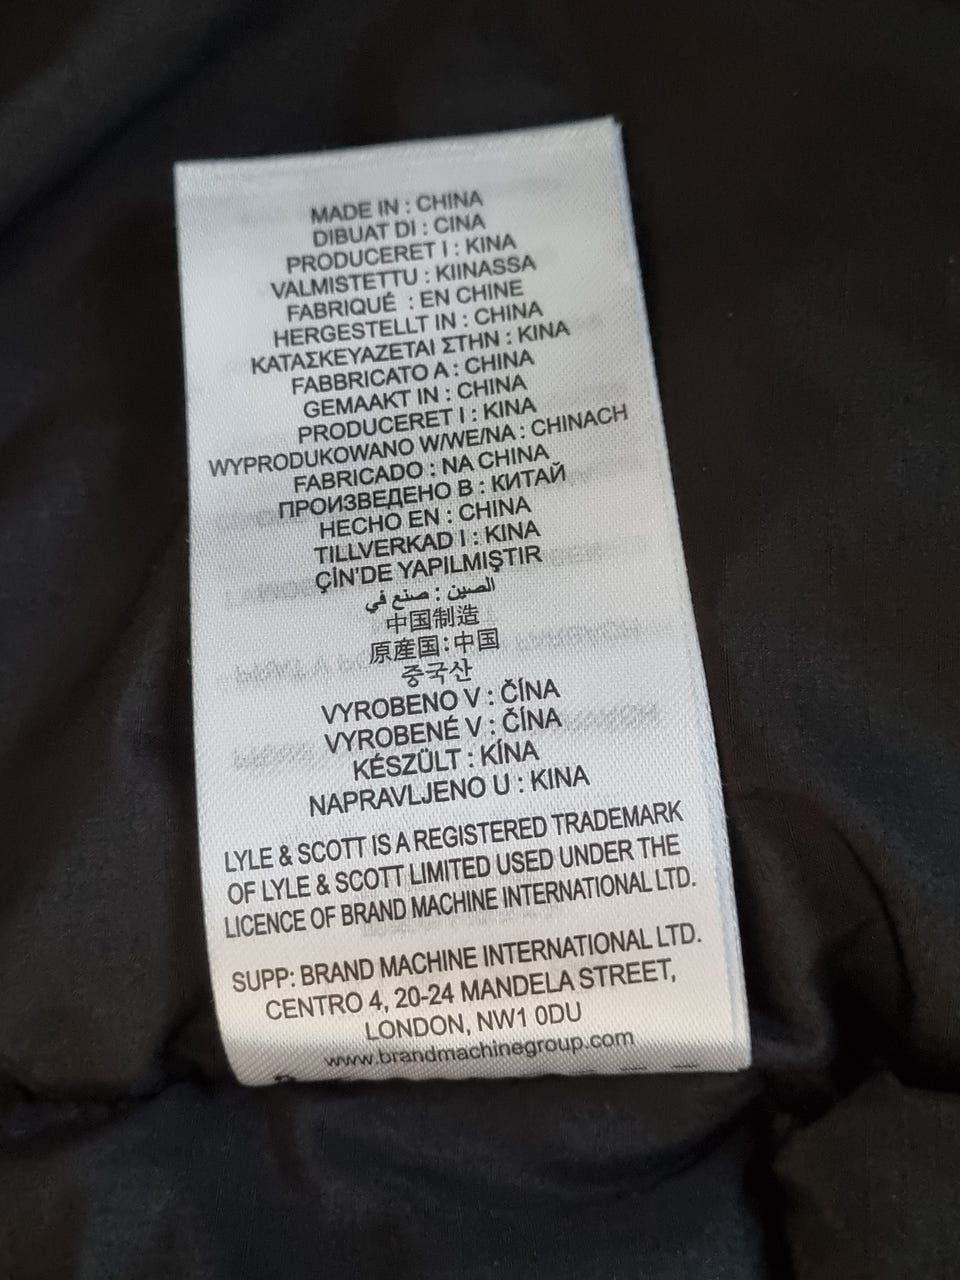 MADE IN : CHINA
DIBUAT DI : CINA
PRODUCERET I : KINA
VALMISTETTU : KIINASSA
FABRIQUÉ : EN CHINE
HERGESTELLT IN : CHINA
ΚΑΤΑΣΚΕΥΑΖΕΤΑΙ ΣΤΗΝ : ΚΙΝΑ
FABBRICATO A : CHINA
GEMAAKT IN : CHINA
PRODUCERET I : KINA
WYPRODUKOWANO W/WE/NA : CHINACH
FABRICADO : NA CHINA
ПРОИЗВЕДЕНО В : КИТАЙ
HECHO EN : CHINA
TILLVERKAD I : KINA
ÇİN'DE YAPILMIŞTIR
الصين : صنع في
中国制造
原産国:中国
중국산
VYROBENO V : ČÍNA
VYROBENÉ V : ČÍNA
KÉSZÜLT : KÍNA
NAPRAVLJENO U : KINA
LYLE & SCOTT IS A REGISTERED TRADEMARK
OF LYLE & SCOTT LIMITED USED UNDER THE
LICENCE OF BRAND MACHINE INTERNATIONAL LTD.
SUPP: BRAND MACHINE INTERNATIONAL LTD.
CENTRO 4, 20-24 MANDELA STREET,
LONDON, NW1 0DU
www.brandmachinegroup.com